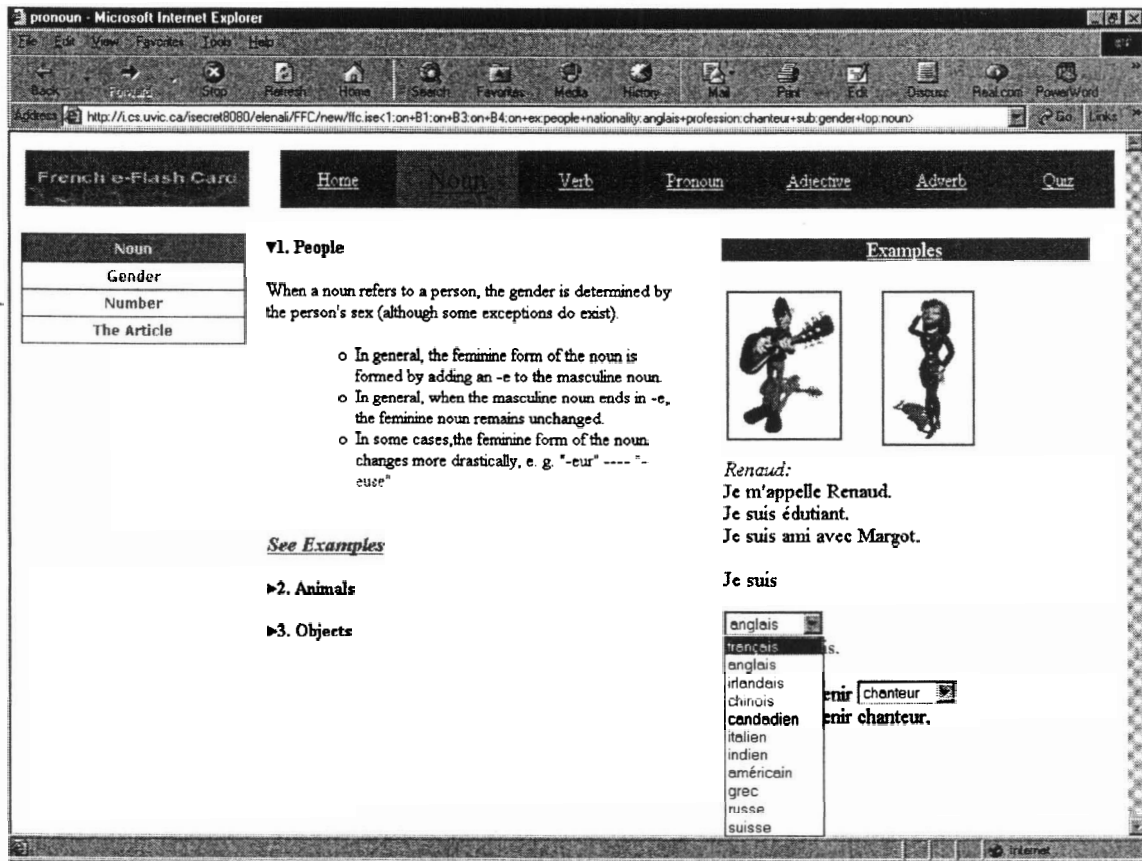 pronoun - Microsoft Internet Explorer
File Edit View Favorites Tools Help
Back Forward Stop Refresh Home Search Favorites Media History Mail Print Edit Discuss Real.com PowerWord
Address http://i.cs.uvic.ca/isecret8080/elenali/FFC/new/ffc.ise<1:on+B1:on+B3:on+B4:on+ex:people+nationality:anglais+profession:chanteur+sub:gender+top:noun> Go Links
French e-Flash Card
Home Noun Verb Pronoun Adjective Adverb Quiz
Noun
Gender
Number
The Article
▼1. People
When a noun refers to a person, the gender is determined by
the person's sex (although some exceptions do exist).
o In general, the feminine form of the noun is
formed by adding an -e to the masculine noun.
o In general, when the masculine noun ends in -e,
the feminine noun remains unchanged.
o In some cases,the feminine form of the noun
changes more drastically, e. g. "-eur" ---- "-
euse"
See Examples
►2. Animals
►3. Objects
Examples
Renaud:
Je m'appelle Renaud.
Je suis édutiant.
Je suis ami avec Margot.
Je suis
anglais
français is.
anglais
irlandais
enir chanteur
chinois
candadien enir chanteur.
italien
indien
américain
grec
russe
suisse
Internet